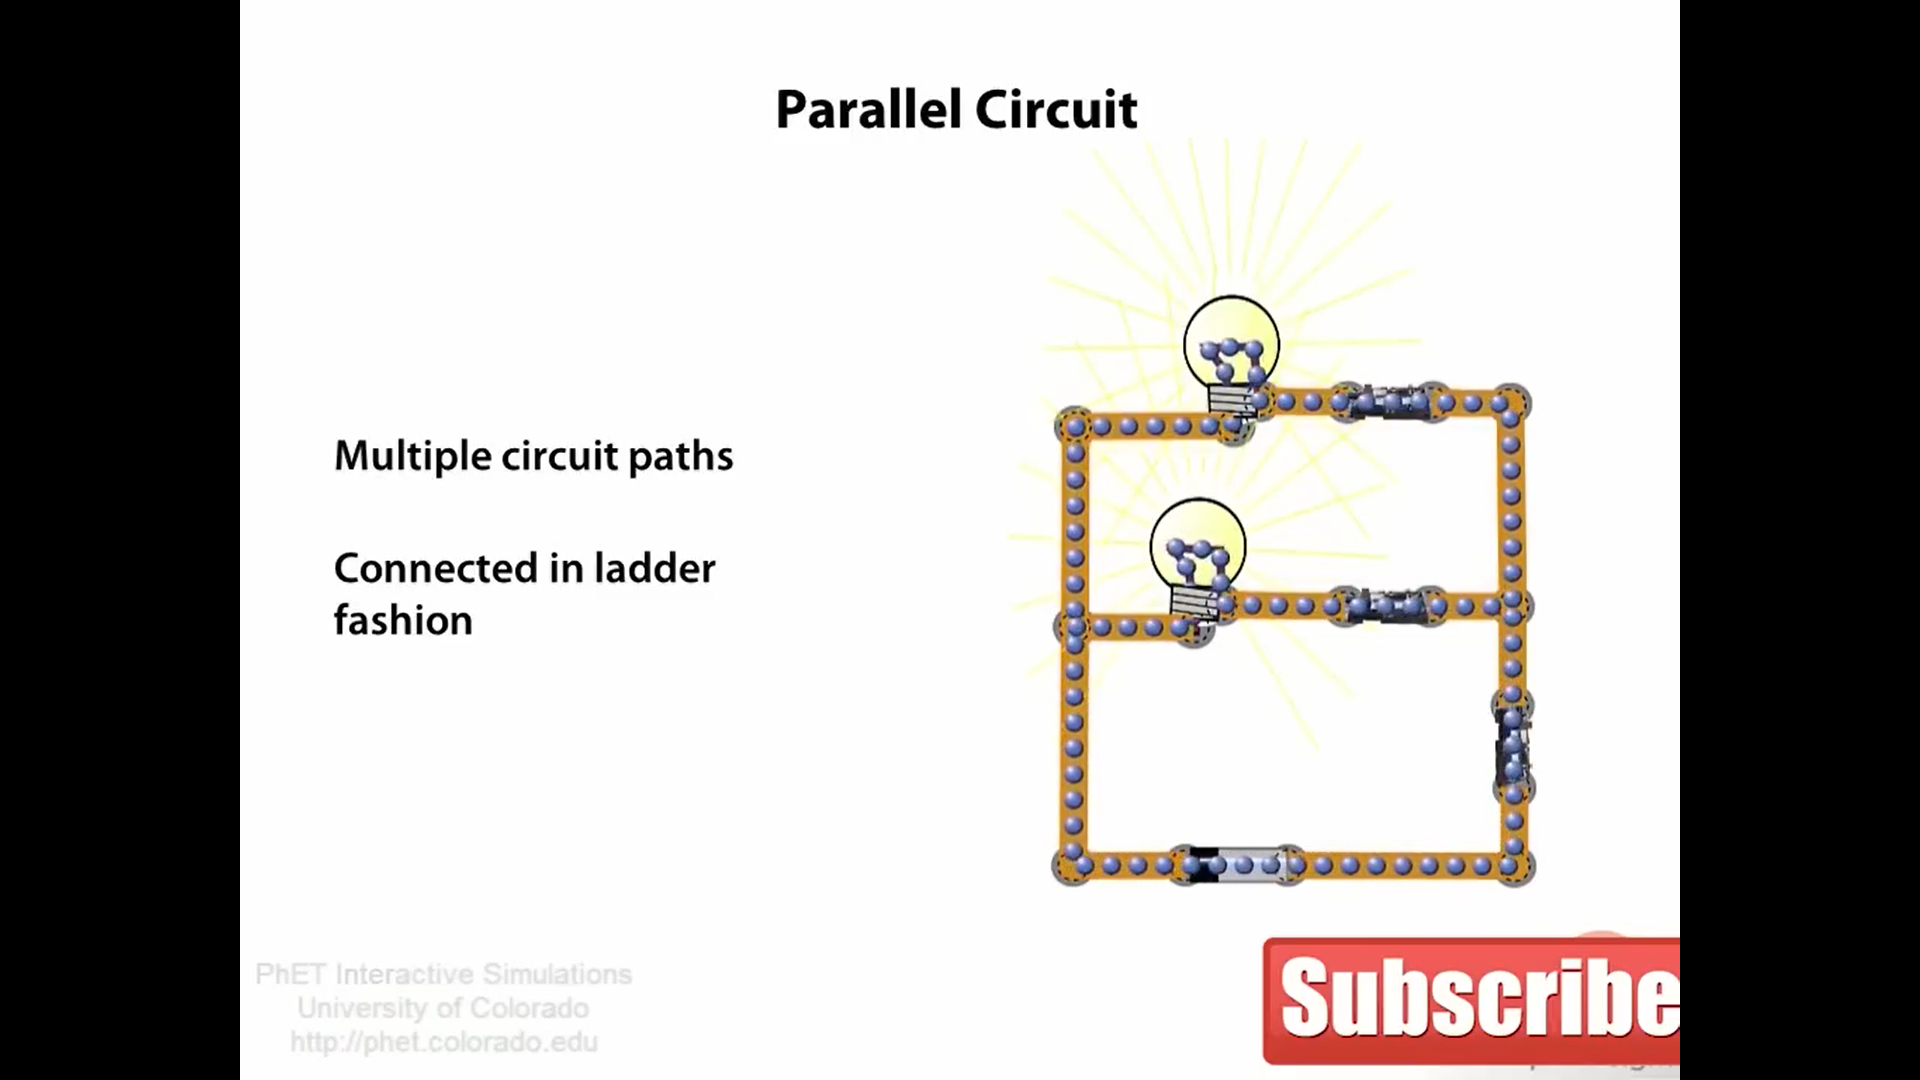 Parallel Circuit
Multiple circuit paths
Connected in ladder
fashion
PhET Interactive Simulations
University of Colorado
http://phet.colorado.edu
Subscribe